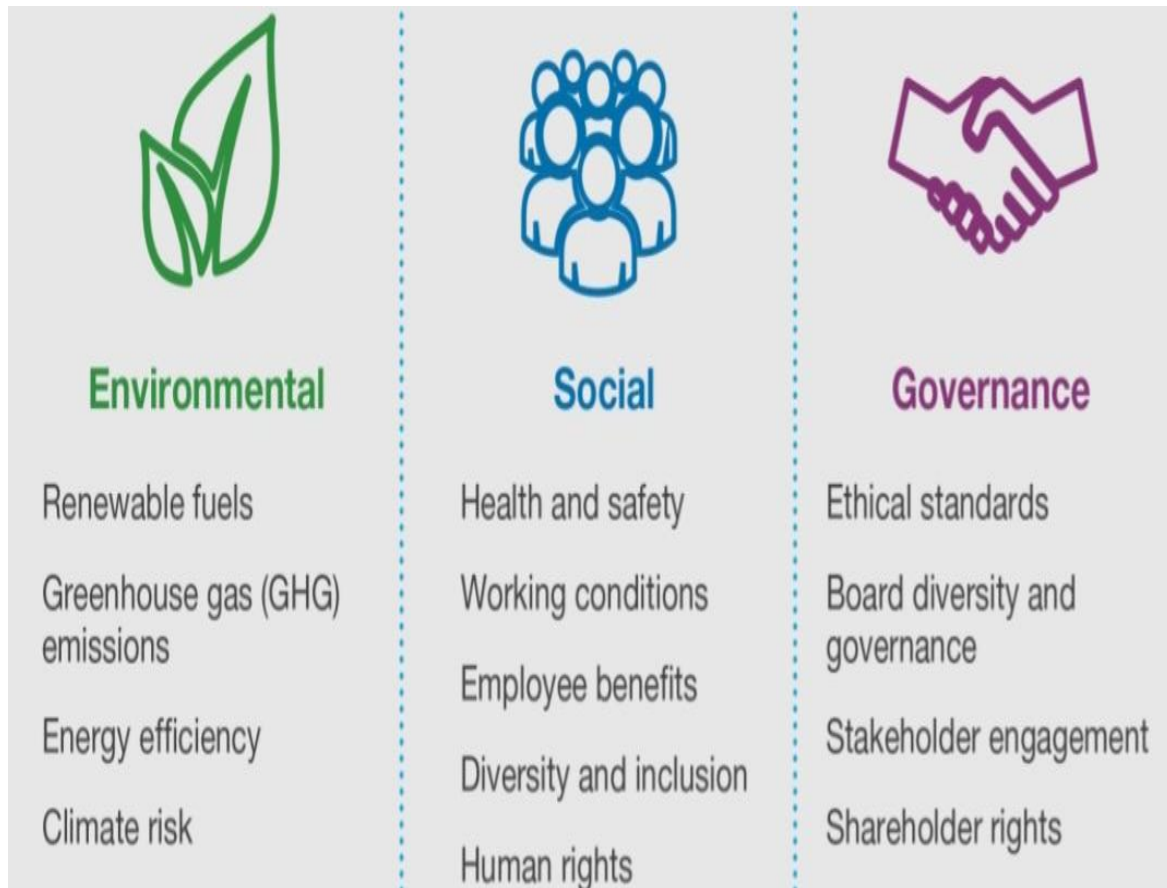 Environmental
Renewable fuels
Greenhouse gas (GHG)
emissions
Energy efficiency
Climate risk
Social
Health and safety
Working conditions
Employee benefits
Diversity and inclusion
Human rights
Governance
Ethical standards
Board diversity and
governance
Stakeholder engagement
Shareholder rights